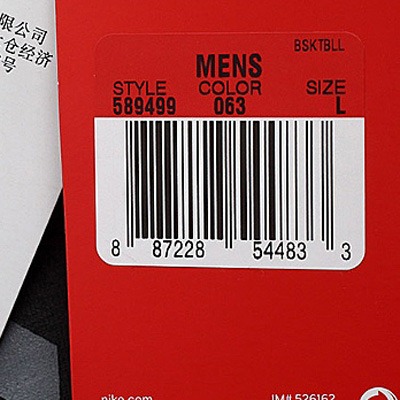 限公司
仓经济
号
BSKTBLL
MENS
STYLE COLOR SIZE
589499 063 L
8 87228 54483 3
nike.com IM# 526162